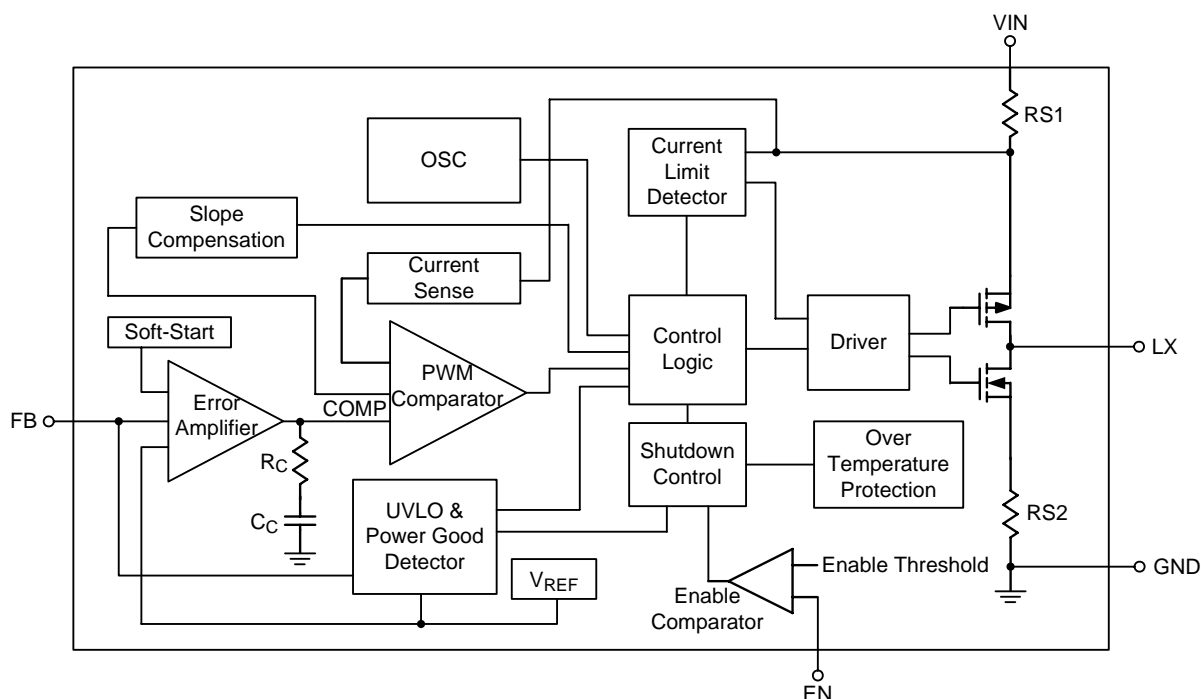 VIN
RS1
OSC
Current
Limit
Detector
Slope
Compensation
Current
Sense
Soft-Start
PWM
Comparator
Control
Logic
Driver
LX
FB
Error
Amplifier
COMP
RC
CC
UVLO &
Power Good
Detector
Shutdown
Control
Over
Temperature
Protection
RS2
VREF
Enable Threshold
Enable
Comparator
GND
EN